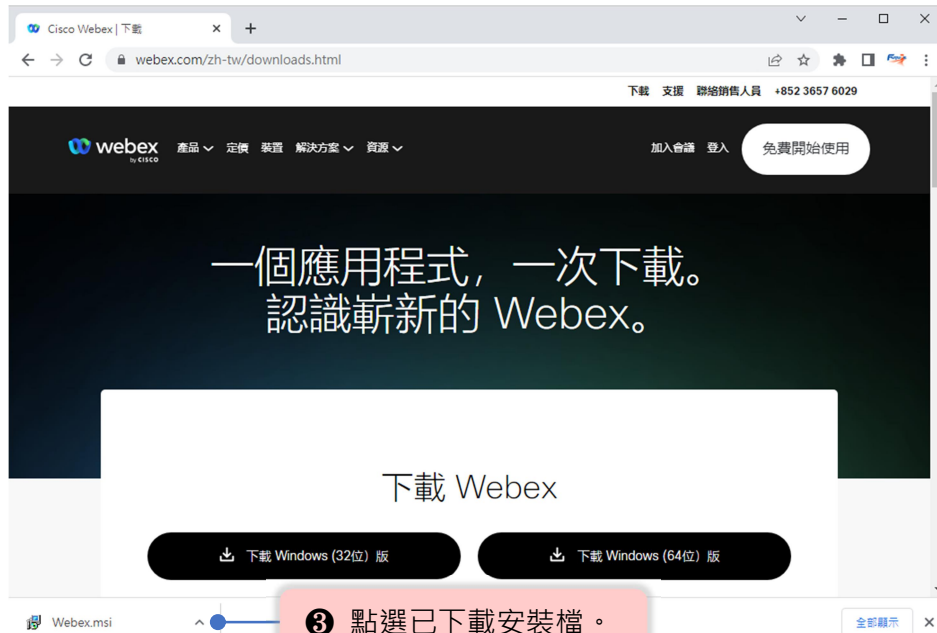 Cisco Webex | 下載
webex.com/zh-tw/downloads.html
下載 支援 聯絡銷售人員 +852 3657 6029
webex by CISCO 產品 定價 裝置 解決方案 資源 加入會議 登入 免費開始使用
一個應用程式，一次下載。
認識嶄新的 Webex。
下載 Webex
下載 Windows (32位）版 下載 Windows (64位）版
Webex.msi
❸ 點選已下載安裝檔。
全部顯示